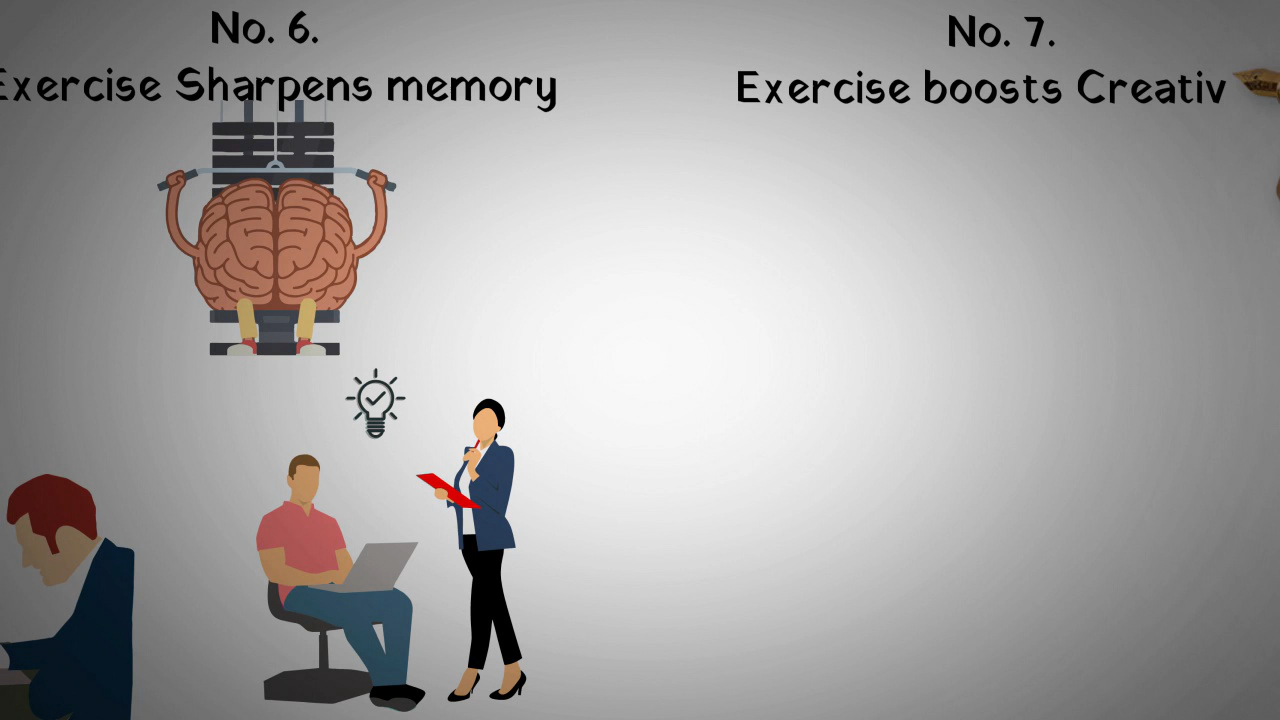 No. 6.
Exercise Sharpens memory
No. 7.
Exercise boosts Creativ